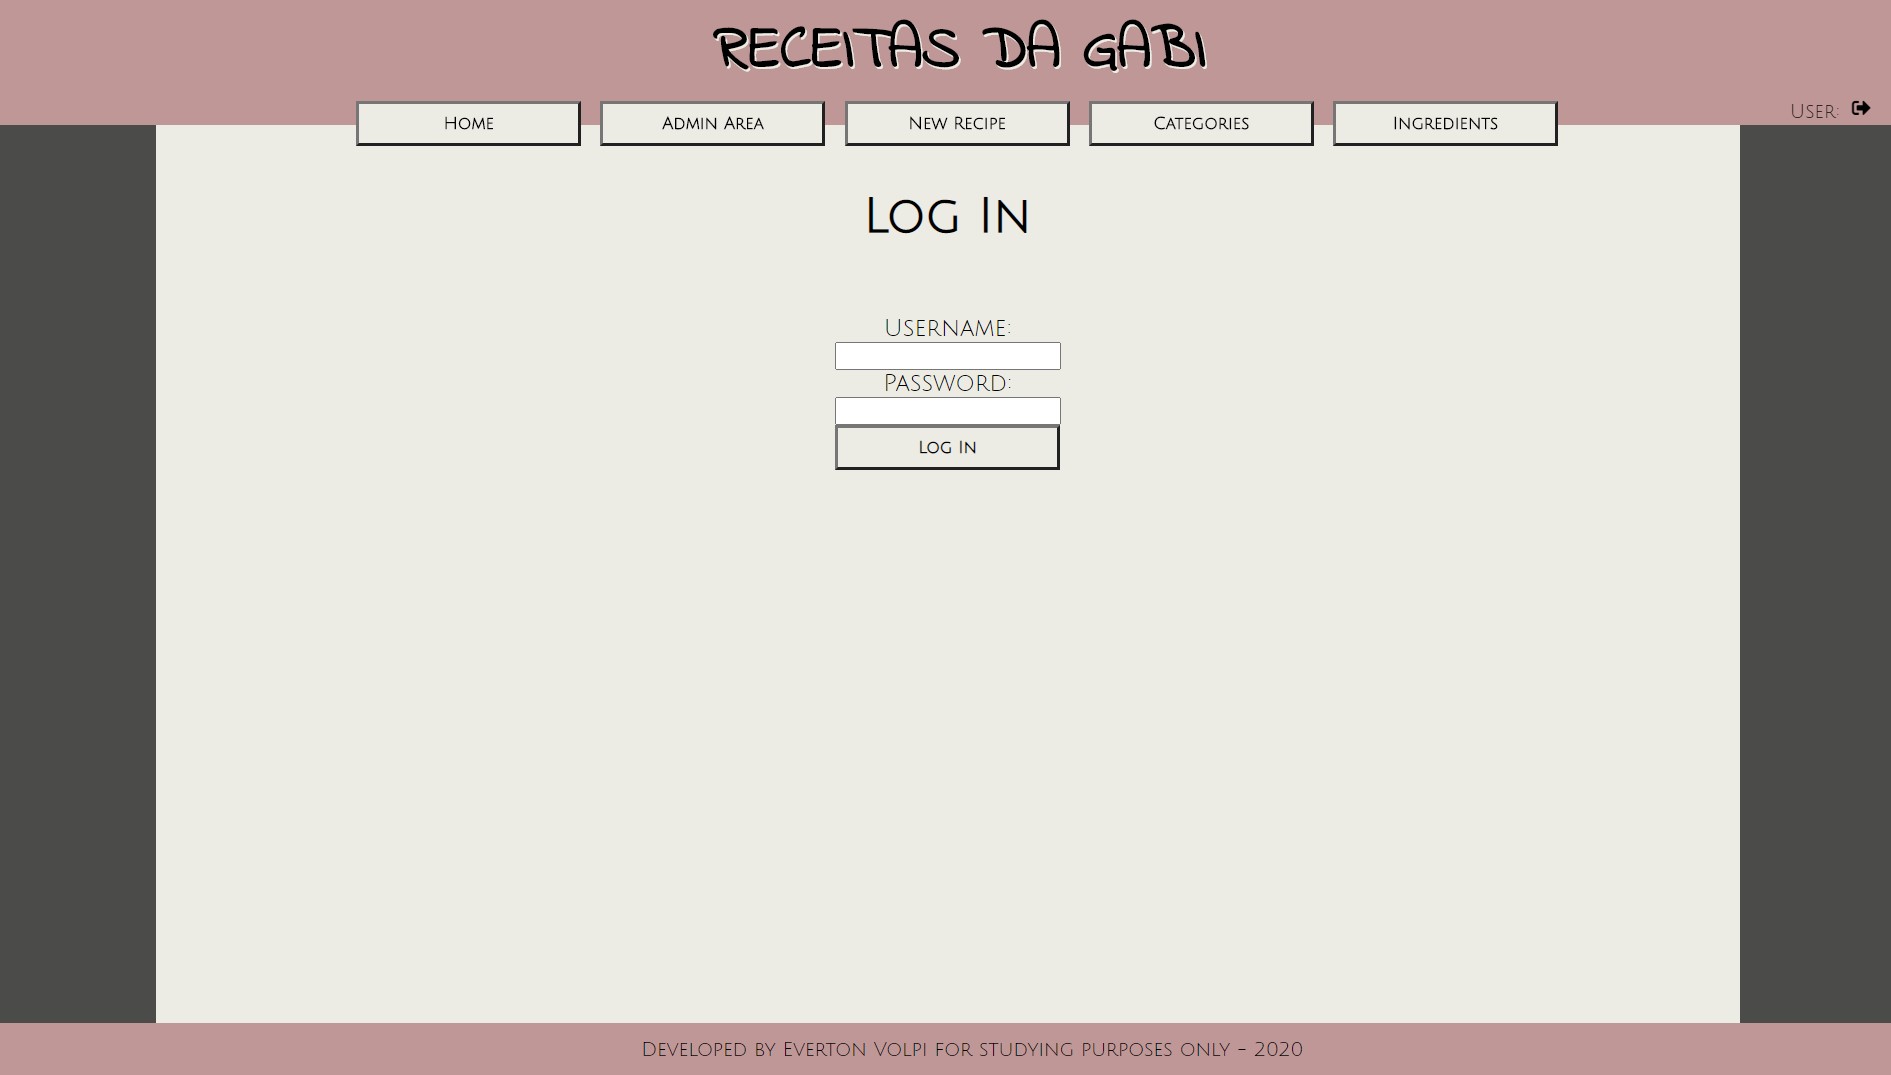 RECEITAS DA GABI
Home
Admin Area
New Recipe
Categories
Ingredients
User:
Log In
Username:
Password:
Log In
Developed by Everton Volpi for studying purposes only - 2020